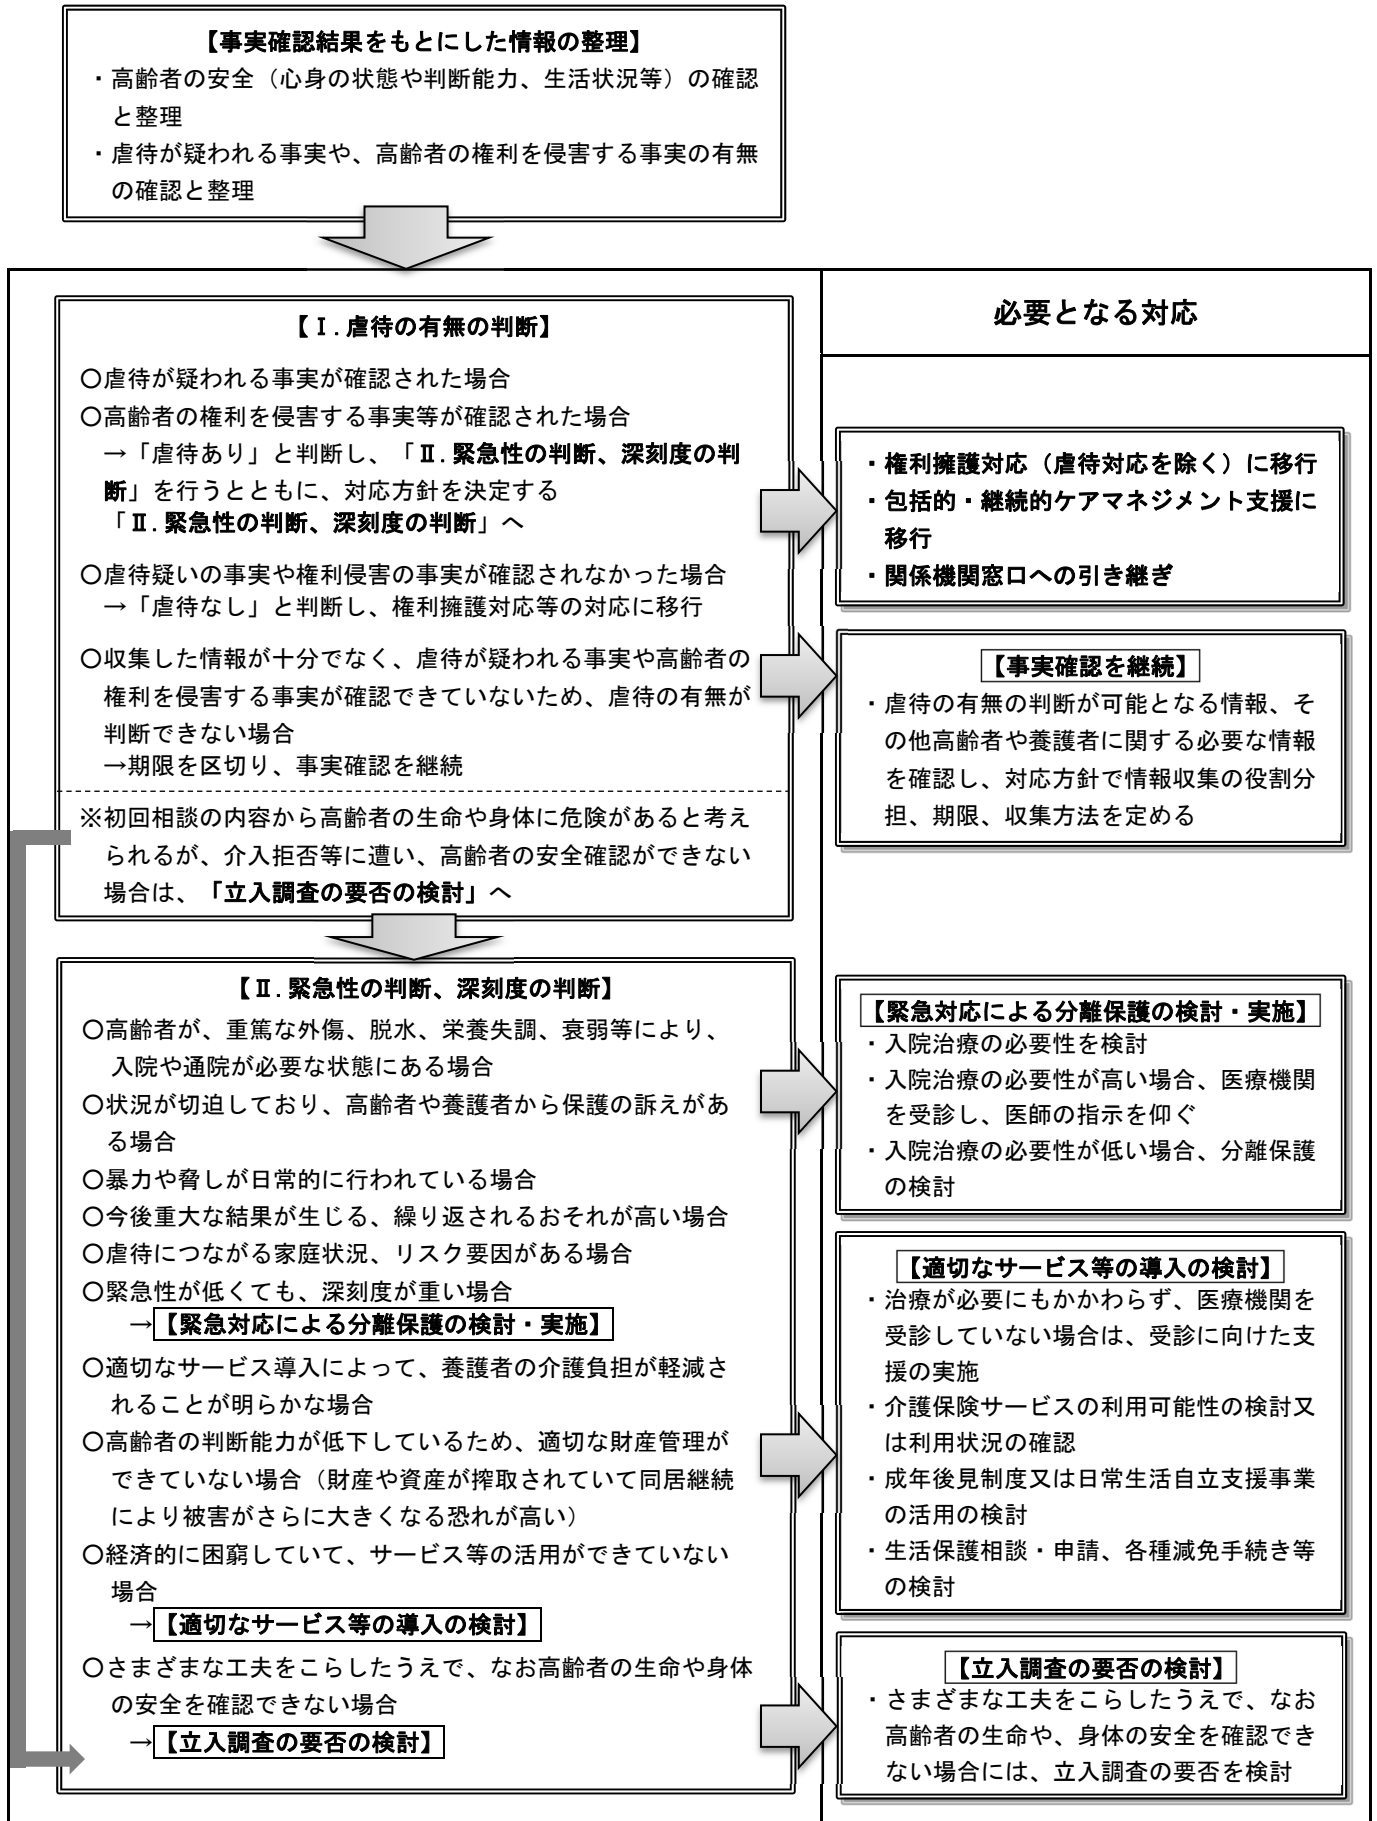 【事実確認結果をもとにした情報の整理】
・高齢者の安全（心身の状態や判断能力、生活状況等）の確認
と整理
・虐待が疑われる事実や、高齢者の権利を侵害する事実の有無
の確認と整理
【Ⅰ．虐待の有無の判断】
〇虐待が疑われる事実が確認された場合
〇高齢者の権利を侵害する事実等が確認された場合
→「虐待あり」と判断し、「Ⅱ．緊急性の判断、深刻度の判
断」を行うとともに、対応方針を決定する
「Ⅱ．緊急性の判断、深刻度の判断」へ
〇虐待疑いの事実や権利侵害の事実が確認されなかった場合
→「虐待なし」と判断し、権利擁護対応等の対応に移行
〇収集した情報が十分でなく、虐待が疑われる事実や高齢者の
権利を侵害する事実が確認できていないため、虐待の有無が
判断できない場合
→期限を区切り、事実確認を継続
※初回相談の内容から高齢者の生命や身体に危険があると考え
られるが、介入拒否等に遭い、高齢者の安全確認ができない
場合は、「立入調査の要否の検討」へ
必要となる対応
・権利擁護対応（虐待対応を除く）に移行
・包括的・継続的ケアマネジメント支援に
移行
・関係機関窓口への引き継ぎ
【事実確認を継続】
・虐待の有無の判断が可能となる情報、そ
の他高齢者や養護者に関する必要な情報
を確認し、対応方針で情報収集の役割分
担、期限、収集方法を定める
【Ⅱ．緊急性の判断、深刻度の判断】
〇高齢者が、重篤な外傷、脱水、栄養失調、衰弱等により、
入院や通院が必要な状態にある場合
〇状況が切迫しており、高齢者や養護者から保護の訴えがあ
る場合
〇暴力や脅しが日常的に行われている場合
〇今後重大な結果が生じる、繰り返されるおそれが高い場合
〇虐待につながる家庭状況、リスク要因がある場合
〇緊急性が低くても、深刻度が重い場合
→【緊急対応による分離保護の検討・実施】
〇適切なサービス導入によって、養護者の介護負担が軽減さ
れることが明らかな場合
〇高齢者の判断能力が低下しているため、適切な財産管理が
できていない場合（財産や資産が搾取されていて同居継続
により被害がさらに大きくなる恐れが高い）
〇経済的に困窮していて、サービス等の活用ができていない
場合
→【適切なサービス等の導入の検討】
〇さまざまな工夫をこらしたうえで、なお高齢者の生命や身体
の安全を確認できない場合
→【立入調査の要否の検討】
【緊急対応による分離保護の検討・実施】
・入院治療の必要性を検討
・入院治療の必要性が高い場合、医療機関
を受診し、医師の指示を仰ぐ
・入院治療の必要性が低い場合、分離保護
の検討
【適切なサービス等の導入の検討】
・治療が必要にもかかわらず、医療機関を
受診していない場合は、受診に向けた支
援の実施
・介護保険サービスの利用可能性の検討又
は利用状況の確認
・成年後見制度又は日常生活自立支援事業
の活用の検討
・生活保護相談・申請、各種減免手続き等
の検討
【立入調査の要否の検討】
・さまざまな工夫をこらしたうえで、なお
高齢者の生命や、身体の安全を確認でき
ない場合には、立入調査の要否を検討